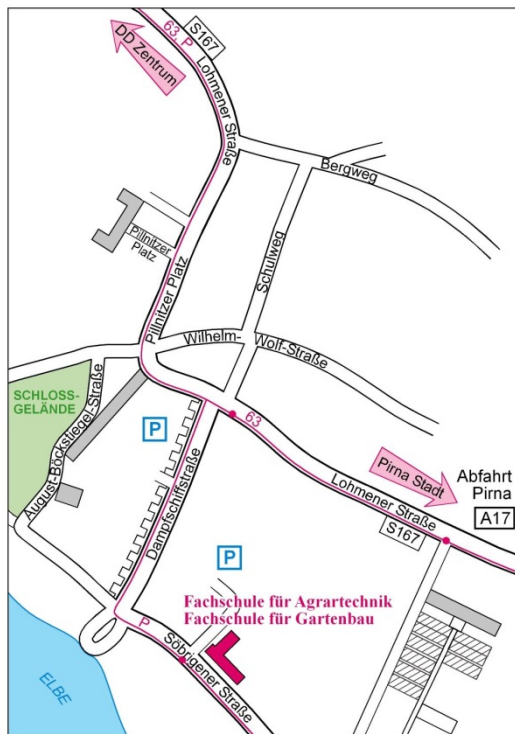 63, P
S167
DD Zentrum
Lohmener Straße
Bergweg
Pillnitzer
Platz
Schulweg
Pillnitzer Platz
Wilhelm-
Wolf-Straße
SCHLOSS-
GELÄNDE
August-Böckstiegel-Straße
P
63
Dampfschiffstraße
Pirna Stadt
Abfahrt
Pirna
A17
Lohmener Straße
S167
P
Fachschule für Agrartechnik
Fachschule für Gartenbau
P
Söbrigener Straße
ELBE